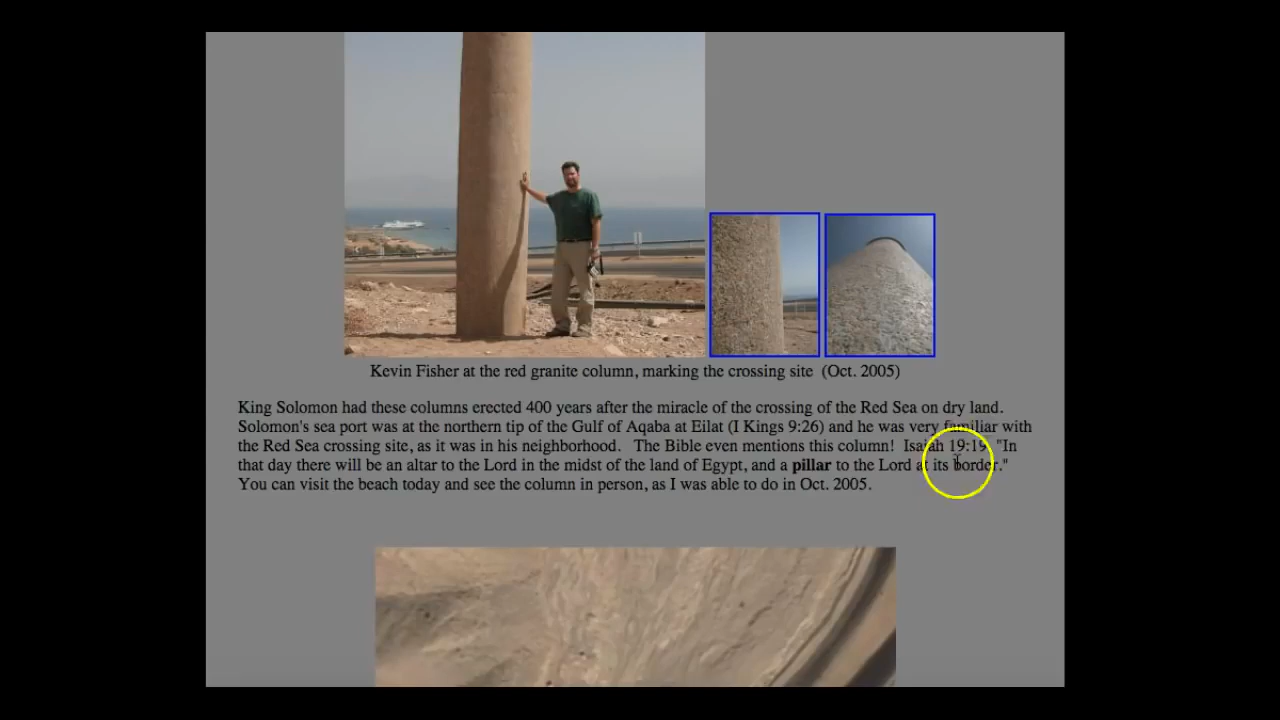 Kevin Fisher at the red granite column, marking the crossing site (Oct. 2005)
King Solomon had these columns erected 400 years after the miracle of the crossing of the Red Sea on dry land.
Solomon's sea port was at the northern tip of the Gulf of Aqaba at Eilat (I Kings 9:26) and he was very familiar with
the Red Sea crossing site, as it was in his neighborhood. The Bible even mentions this column! Isaiah 19:19, "In
that day there will be an altar to the Lord in the midst of the land of Egypt, and a pillar to the Lord at its border."
You can visit the beach today and see the column in person, as I was able to do in Oct. 2005.